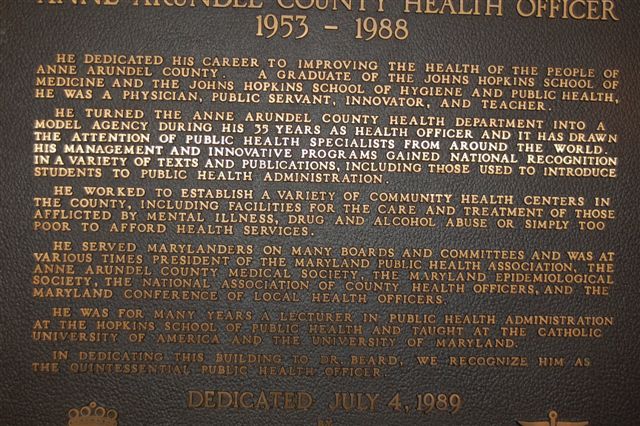 ANNE ARUNDEL COUNTY HEALTH OFFICER
1953 - 1988
HE DEDICATED HIS CAREER TO IMPROVING THE HEALTH OF THE PEOPLE OF
ANNE ARUNDEL COUNTY. A GRADUATE OF THE JOHNS HOPKINS SCHOOL OF
MEDICINE AND THE JOHNS HOPKINS SCHOOL OF HYGIENE AND PUBLIC HEALTH,
HE WAS A PHYSICIAN, PUBLIC SERVANT, INNOVATOR, AND TEACHER.
HE TURNED THE ANNE ARUNDEL COUNTY HEALTH DEPARTMENT INTO A
MODEL AGENCY DURING HIS 35 YEARS AS HEALTH OFFICER AND IT HAS DRAWN
THE ATTENTION OF PUBLIC HEALTH SPECIALISTS FROM AROUND THE WORLD.
HIS MANAGEMENT AND INNOVATIVE PROGRAMS GAINED NATIONAL RECOGNITION
IN A VARIETY OF TEXTS AND PUBLICATIONS, INCLUDING THOSE USED TO INTRODUCE
STUDENTS TO PUBLIC HEALTH ADMINISTRATION.
HE WORKED TO ESTABLISH A VARIETY OF COMMUNITY HEALTH CENTERS IN
THE COUNTY, INCLUDING FACILITIES FOR THE CARE AND TREATMENT OF THOSE
AFFLICTED BY MENTAL ILLNESS, DRUG AND ALCOHOL ABUSE OR SIMPLY TOO
POOR TO AFFORD HEALTH SERVICES.
HE SERVED MARYLANDERS ON MANY BOARDS AND COMMITTEES AND WAS AT
VARIOUS TIMES PRESIDENT OF THE MARYLAND PUBLIC HEALTH ASSOCIATION, THE
ANNE ARUNDEL COUNTY MEDICAL SOCIETY, THE MARYLAND EPIDEMIOLOGICAL
SOCIETY, THE NATIONAL ASSOCIATION OF COUNTY HEALTH OFFICERS, AND THE
MARYLAND CONFERENCE OF LOCAL HEALTH OFFICERS.
HE WAS FOR MANY YEARS A LECTURER IN PUBLIC HEALTH ADMINISTRATION
AT THE HOPKINS SCHOOL OF PUBLIC HEALTH AND TAUGHT AT THE CATHOLIC
UNIVERSITY OF AMERICA AND THE UNIVERSITY OF MARYLAND.
IN DEDICATING THIS BUILDING TO DR. BEARD, WE RECOGNIZE HIM AS
THE QUINTESSENTIAL PUBLIC HEALTH OFFICER.
DEDICATED JULY 4, 1989